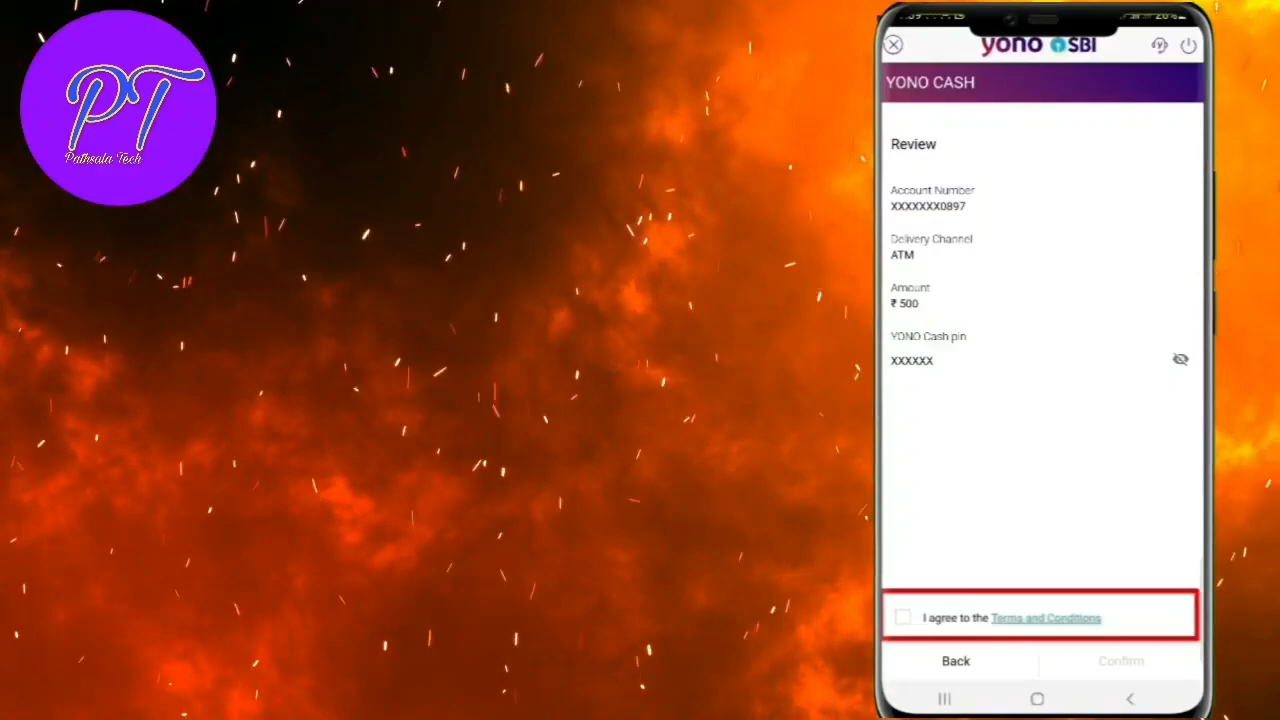 PT
Pathsala Tech
yono SBI
YONO CASH
Review
Account Number
XXXXXXX0897
Delivery Channel
ATM
Amount
₹ 500
YONO Cash pin
XXXXXX
I agree to the Terms and Conditions
Back
Confirm